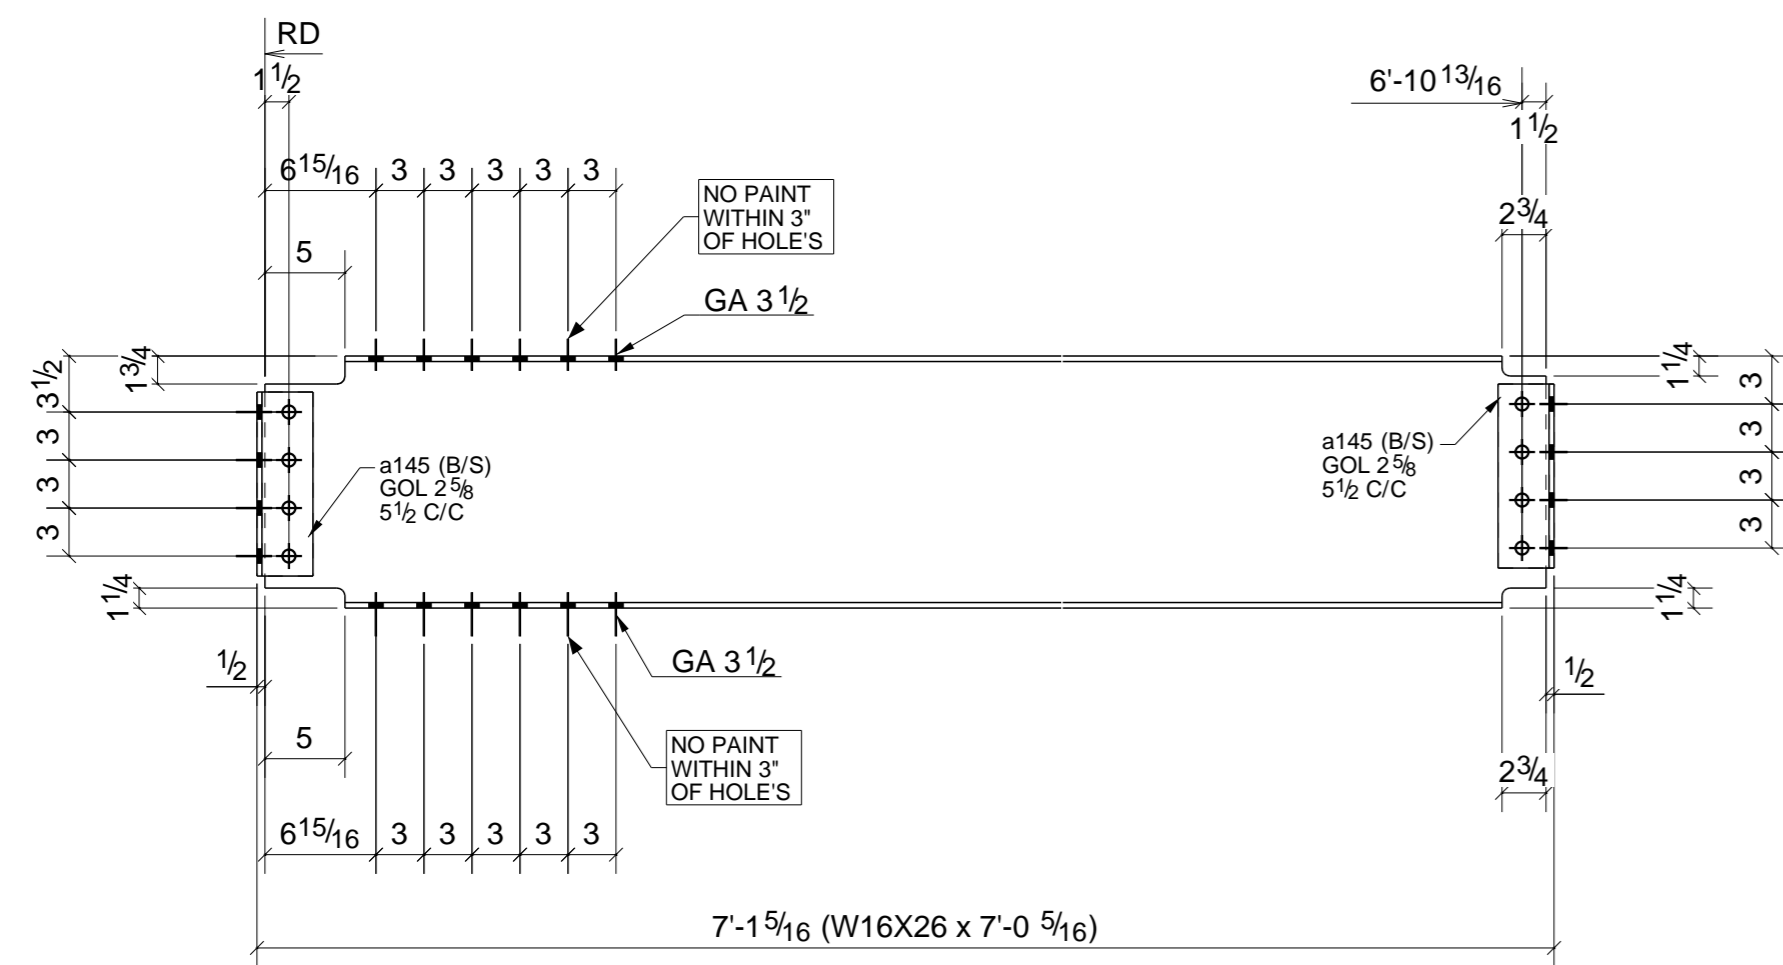 RD
1 1/2
6'-10 13/16
1 1/2
6 15/16 3 3 3 3 3
NO PAINT
WITHIN 3"
OF HOLE'S
2 3/4
5
GA 3 1/2
3 1/2
1 3/4
1 1/4
3
3
3
3
3
3
3
a145 (B/S)
GOL 2 5/8
5 1/2 C/C
a145 (B/S)
GOL 2 5/8
5 1/2 C/C
1 1/4
1 1/4
1/2
GA 3 1/2
1/2
5
NO PAINT
WITHIN 3"
OF HOLE'S
2 3/4
6 15/16 3 3 3 3 3
7'-1 5/16 (W16X26 x 7'-0 5/16)